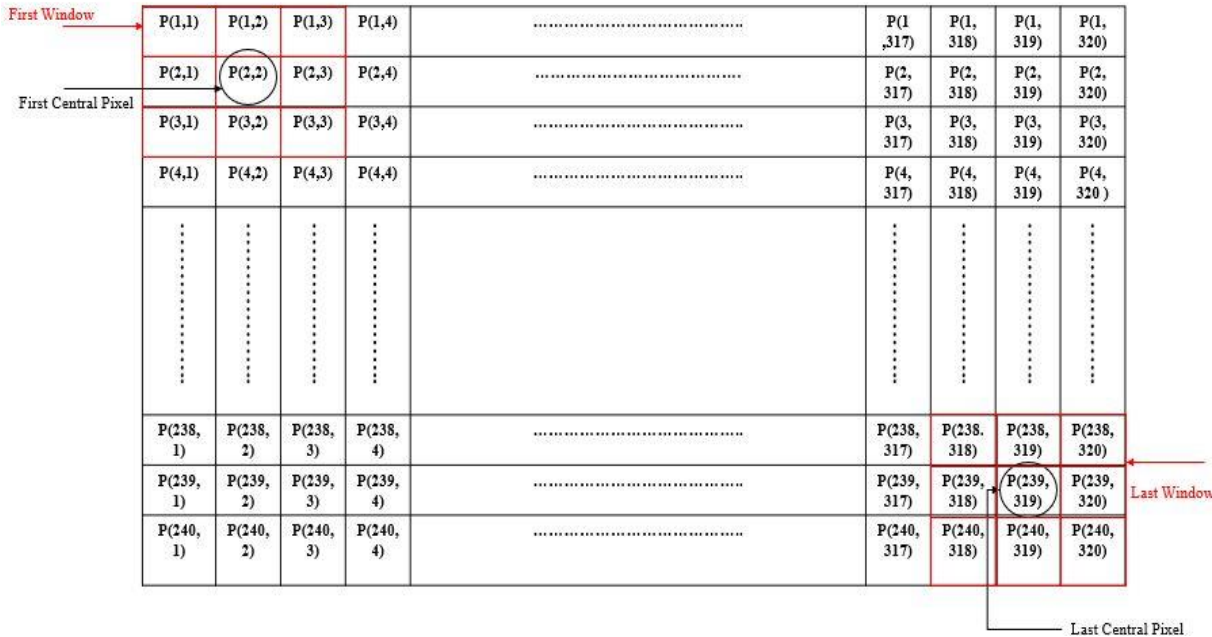 First Window
P(1,1) P(1,2) P(1,3) P(1,4) ........................................ P(1 P(1, P(1, P(1,
,317) 318) 319) 320)
P(2,1) P(2,2) P(2,3) P(2,4) ........................................ P(2, P(2, P(2, P(2,
317) 318) 319) 320)
First Central Pixel
P(3,1) P(3,2) P(3,3) P(3,4) ........................................ P(3, P(3, P(3, P(3,
317) 318) 319) 320)
P(4,1) P(4,2) P(4,3) P(4,4) ........................................ P(4, P(4, P(4, P(4,
317) 318) 319) 320 )
P(238, P(238, P(238, P(238, ........................................ P(238, P(238. P(238, P(238,
1) 2) 3) 4) 317) 318) 319) 320)
P(239, P(239, P(239, P(239, ........................................ P(239, P(239, P(239, P(239,
1) 2) 3) 4) 317) 318) 319) 320)
Last Window
P(240, P(240, P(240, P(240, ........................................ P(240, P(240, P(240, P(240,
1) 2) 3) 4) 317) 318) 319) 320)
Last Central Pixel